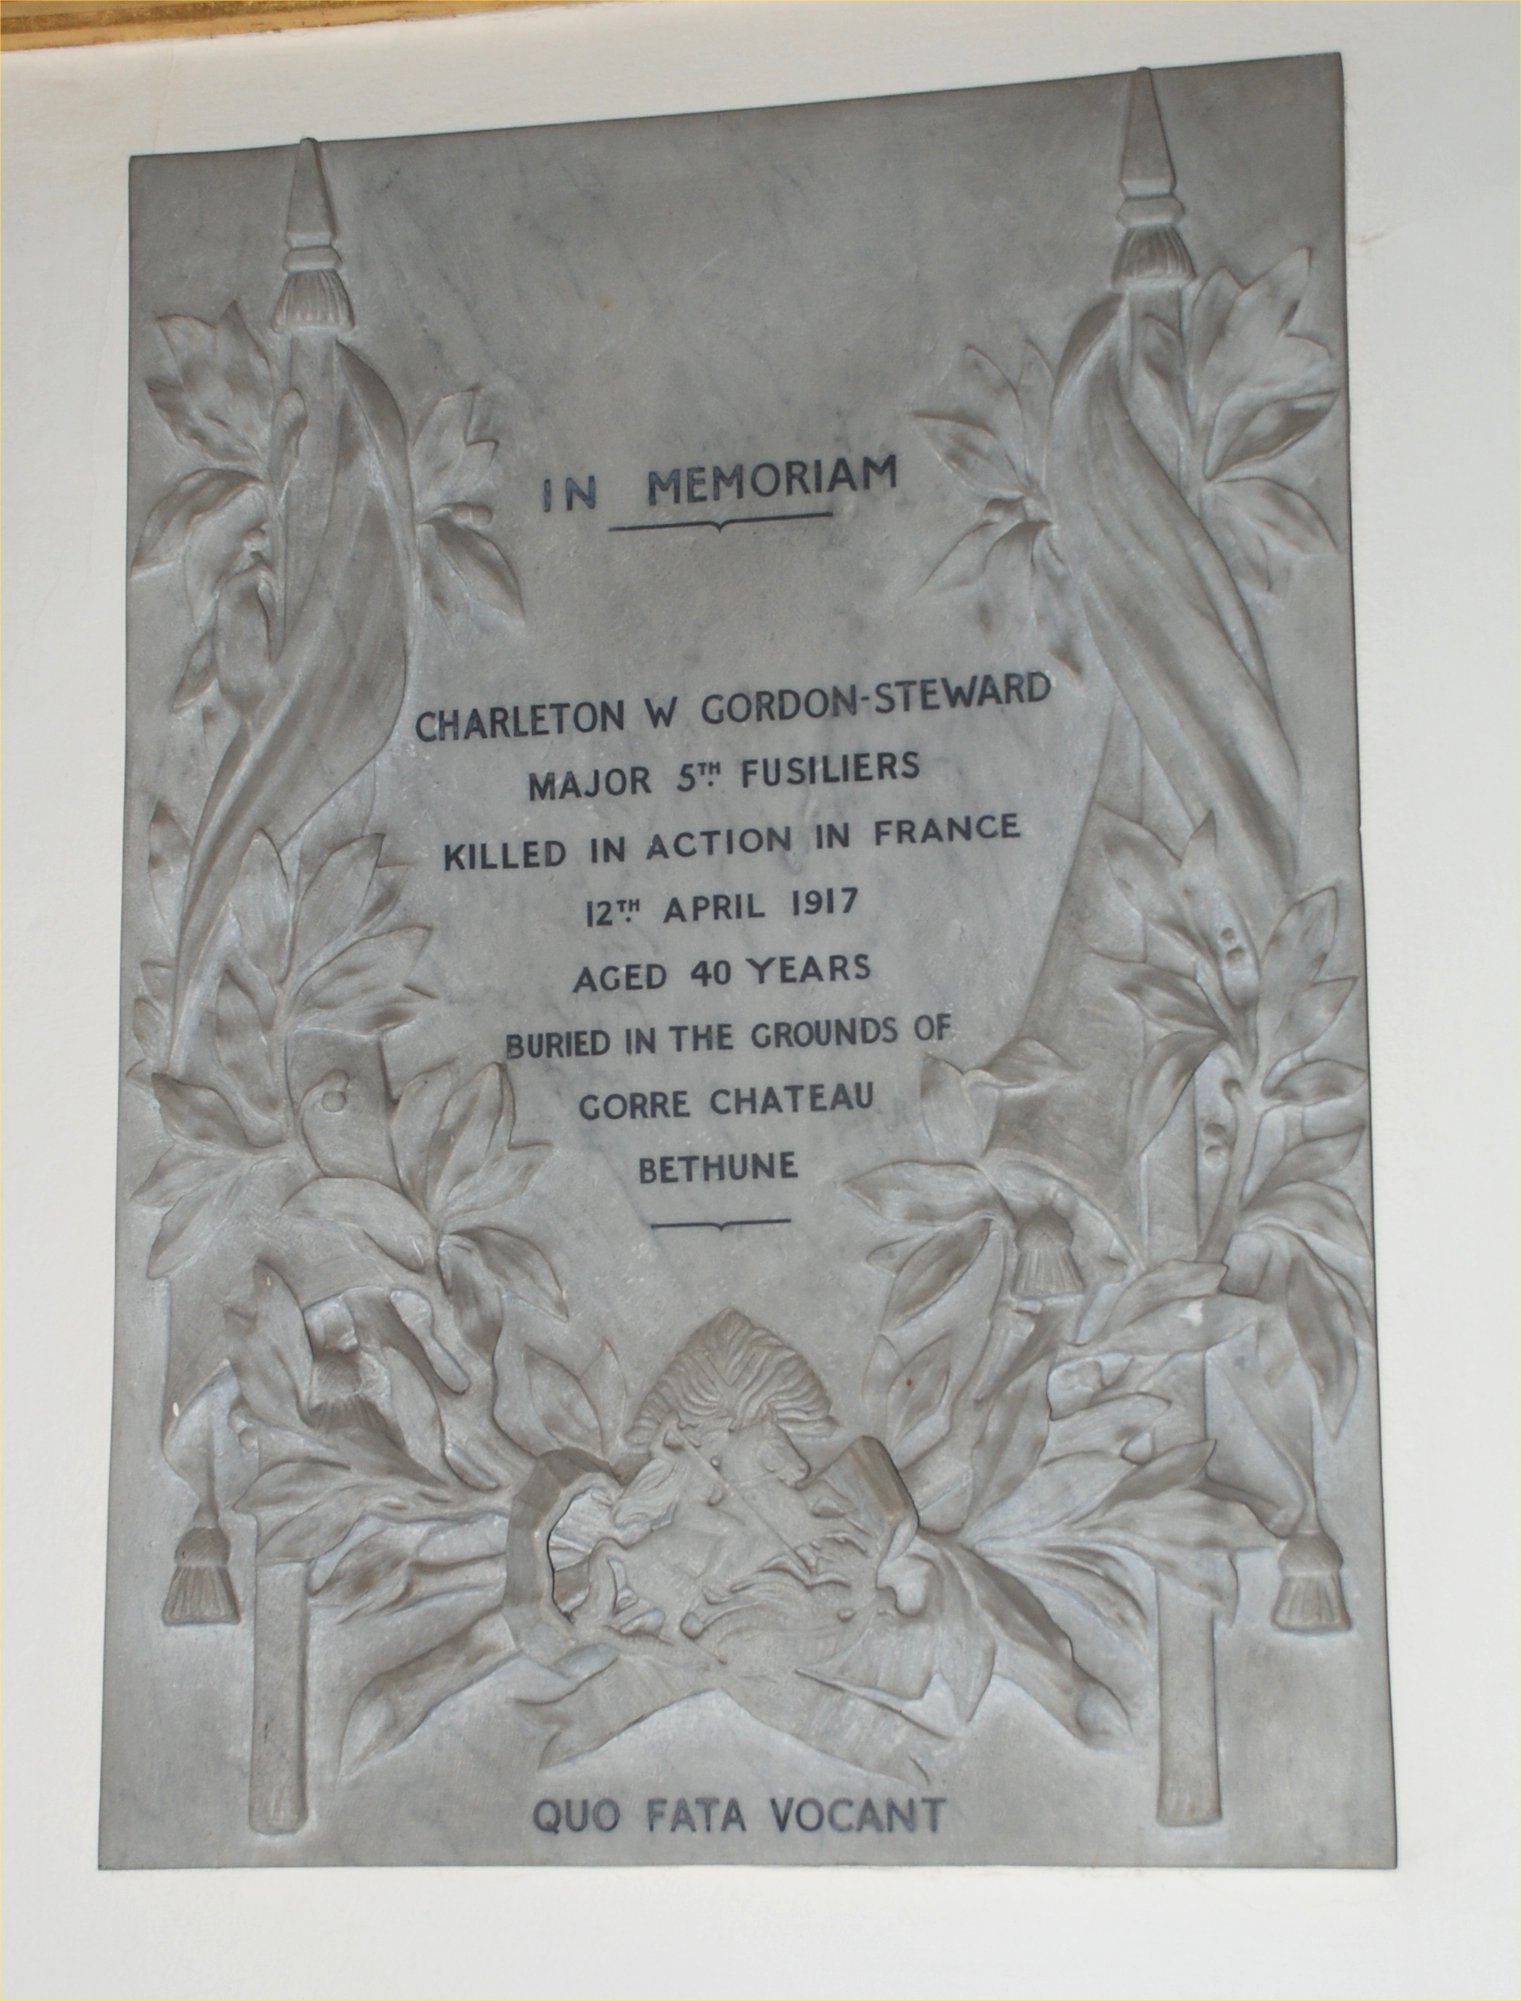 IN MEMORIAM
CHARLETON W GORDON-STEWARD
MAJOR 5TH FUSILIERS
KILLED IN ACTION IN FRANCE
12TH APRIL 1917
AGED 40 YEARS
BURIED IN THE GROUNDS OF
GORRE CHATEAU
BETHUNE
QUO FATA VOCANT